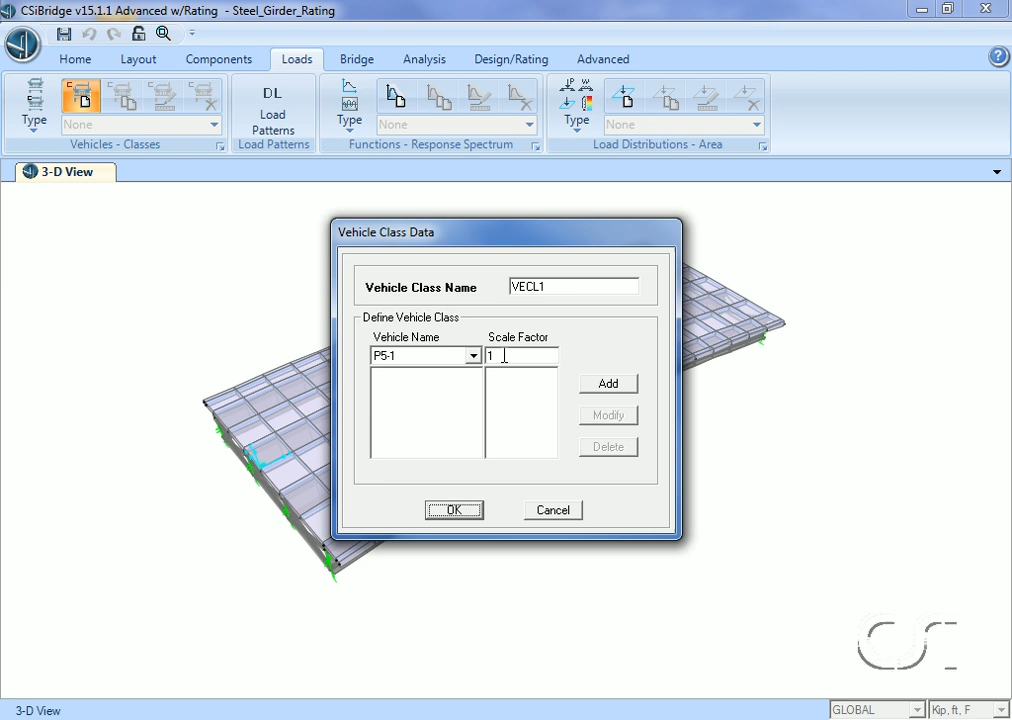 CSiBridge v15.1.1 Advanced w/Rating - Steel_Girder_Rating
Home Layout Components Loads Bridge Analysis Design/Rating Advanced
Type
None
Vehicles - Classes
DL
Load
Patterns
Load Patterns
Type
None
Functions - Response Spectrum
Type
None
Load Distributions - Area
3-D View
Vehicle Class Data
Vehicle Class Name VECL1
Define Vehicle Class
Vehicle Name Scale Factor
P5-1 1
Add
Modify
Delete
OK Cancel
CSI
3-D View GLOBAL Kip, ft, F